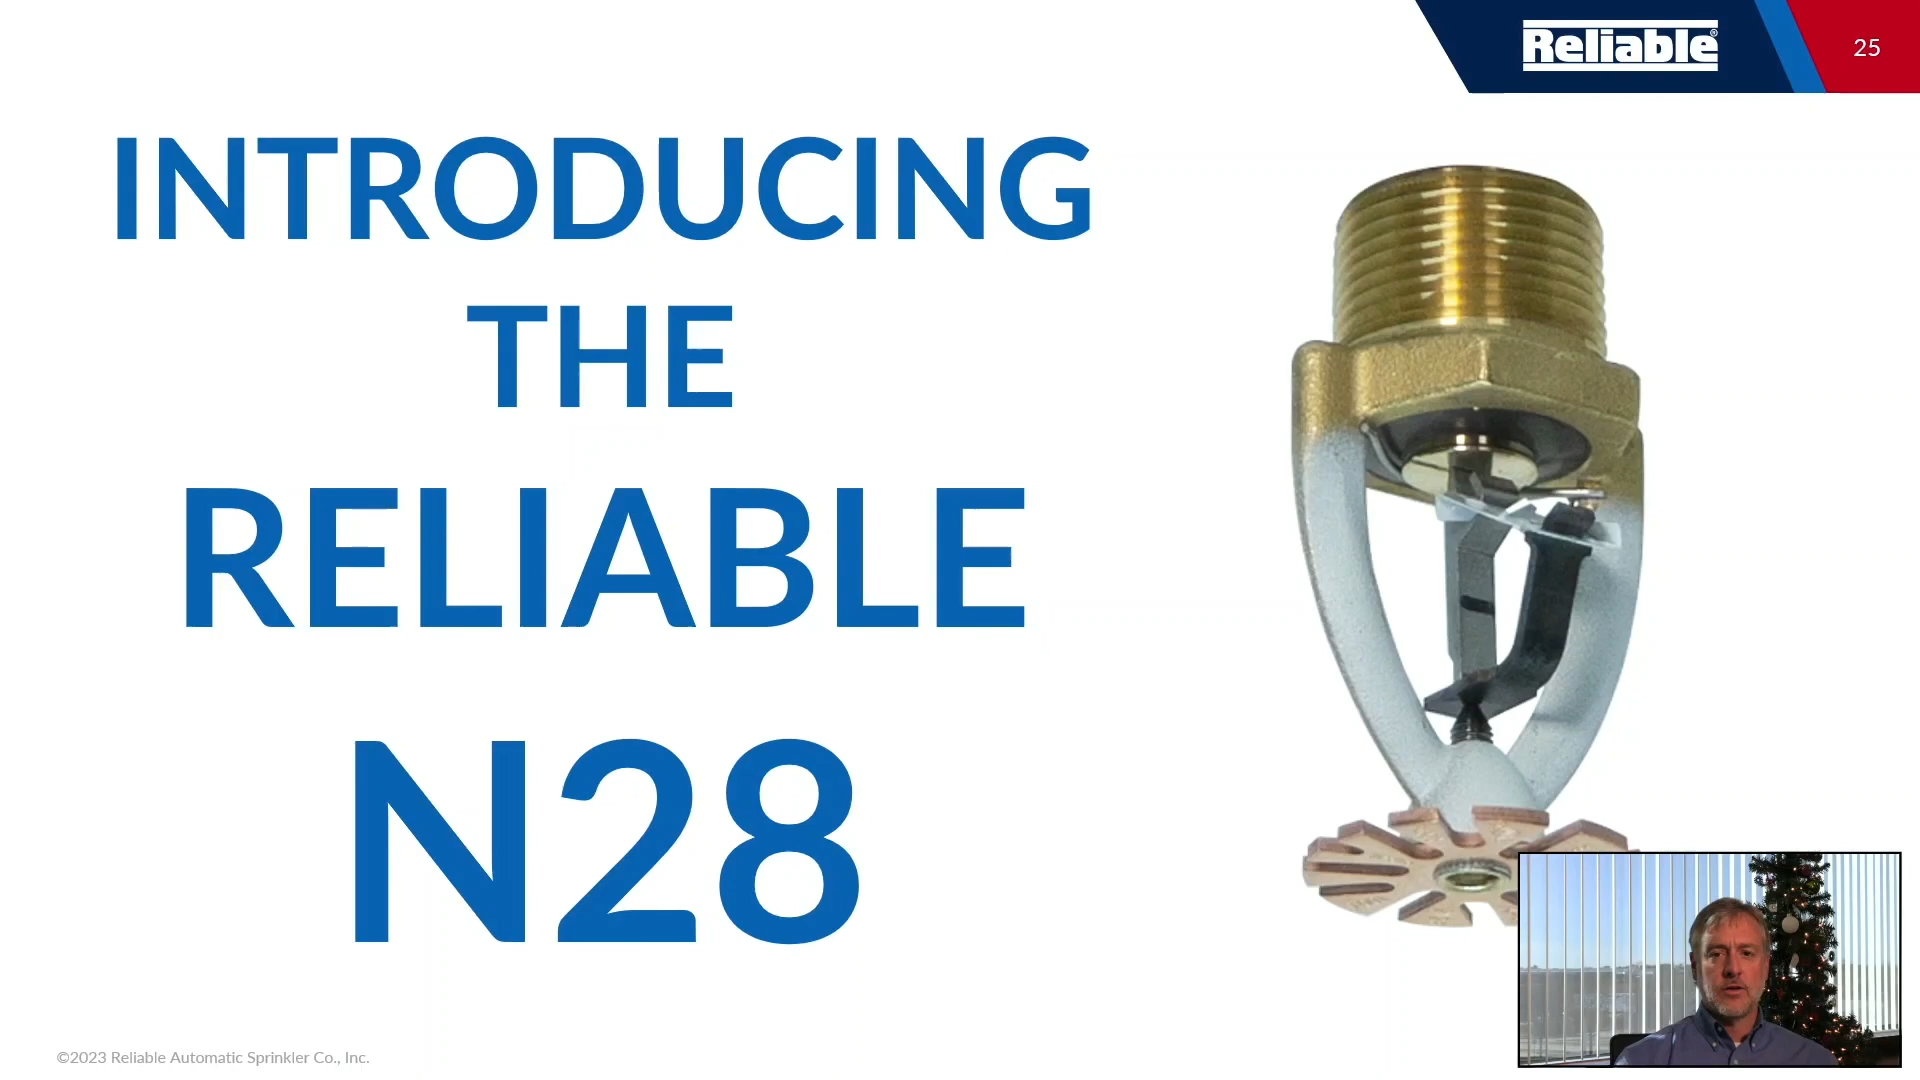 Reliable®
25
INTRODUCING
THE
RELIABLE
N28
©2023 Reliable Automatic Sprinkler Co., Inc.